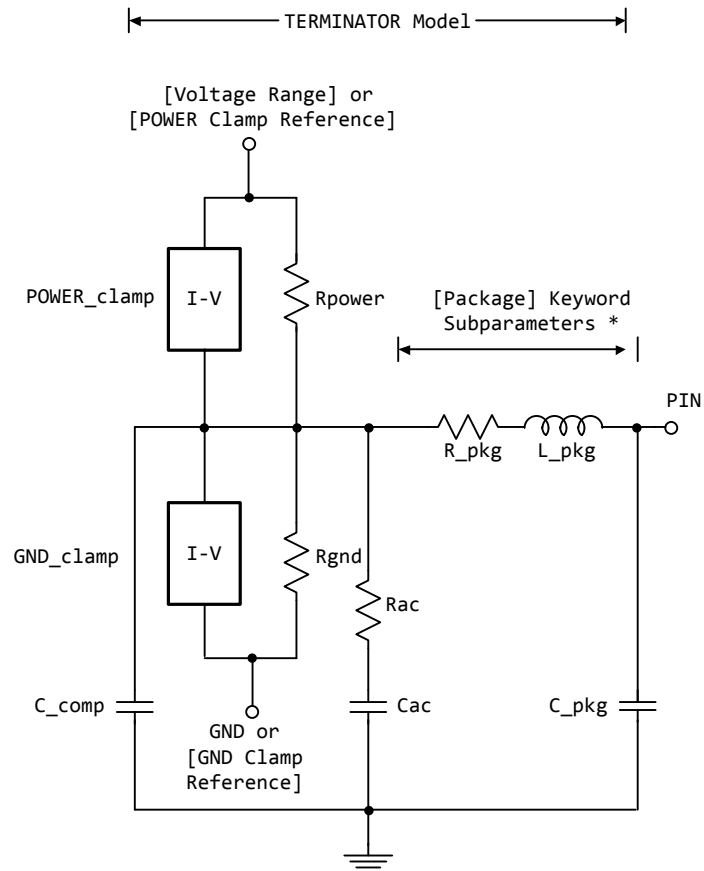 TERMINATOR Model
[Voltage Range] or
[POWER Clamp Reference]
POWER_clamp
I-V
Rpower
[Package] Keyword
Subparameters *
PIN
R_pkg
L_pkg
GND_clamp
I-V
Rgnd
Rac
C_comp
Cac
C_pkg
GND or
[GND Clamp
Reference]